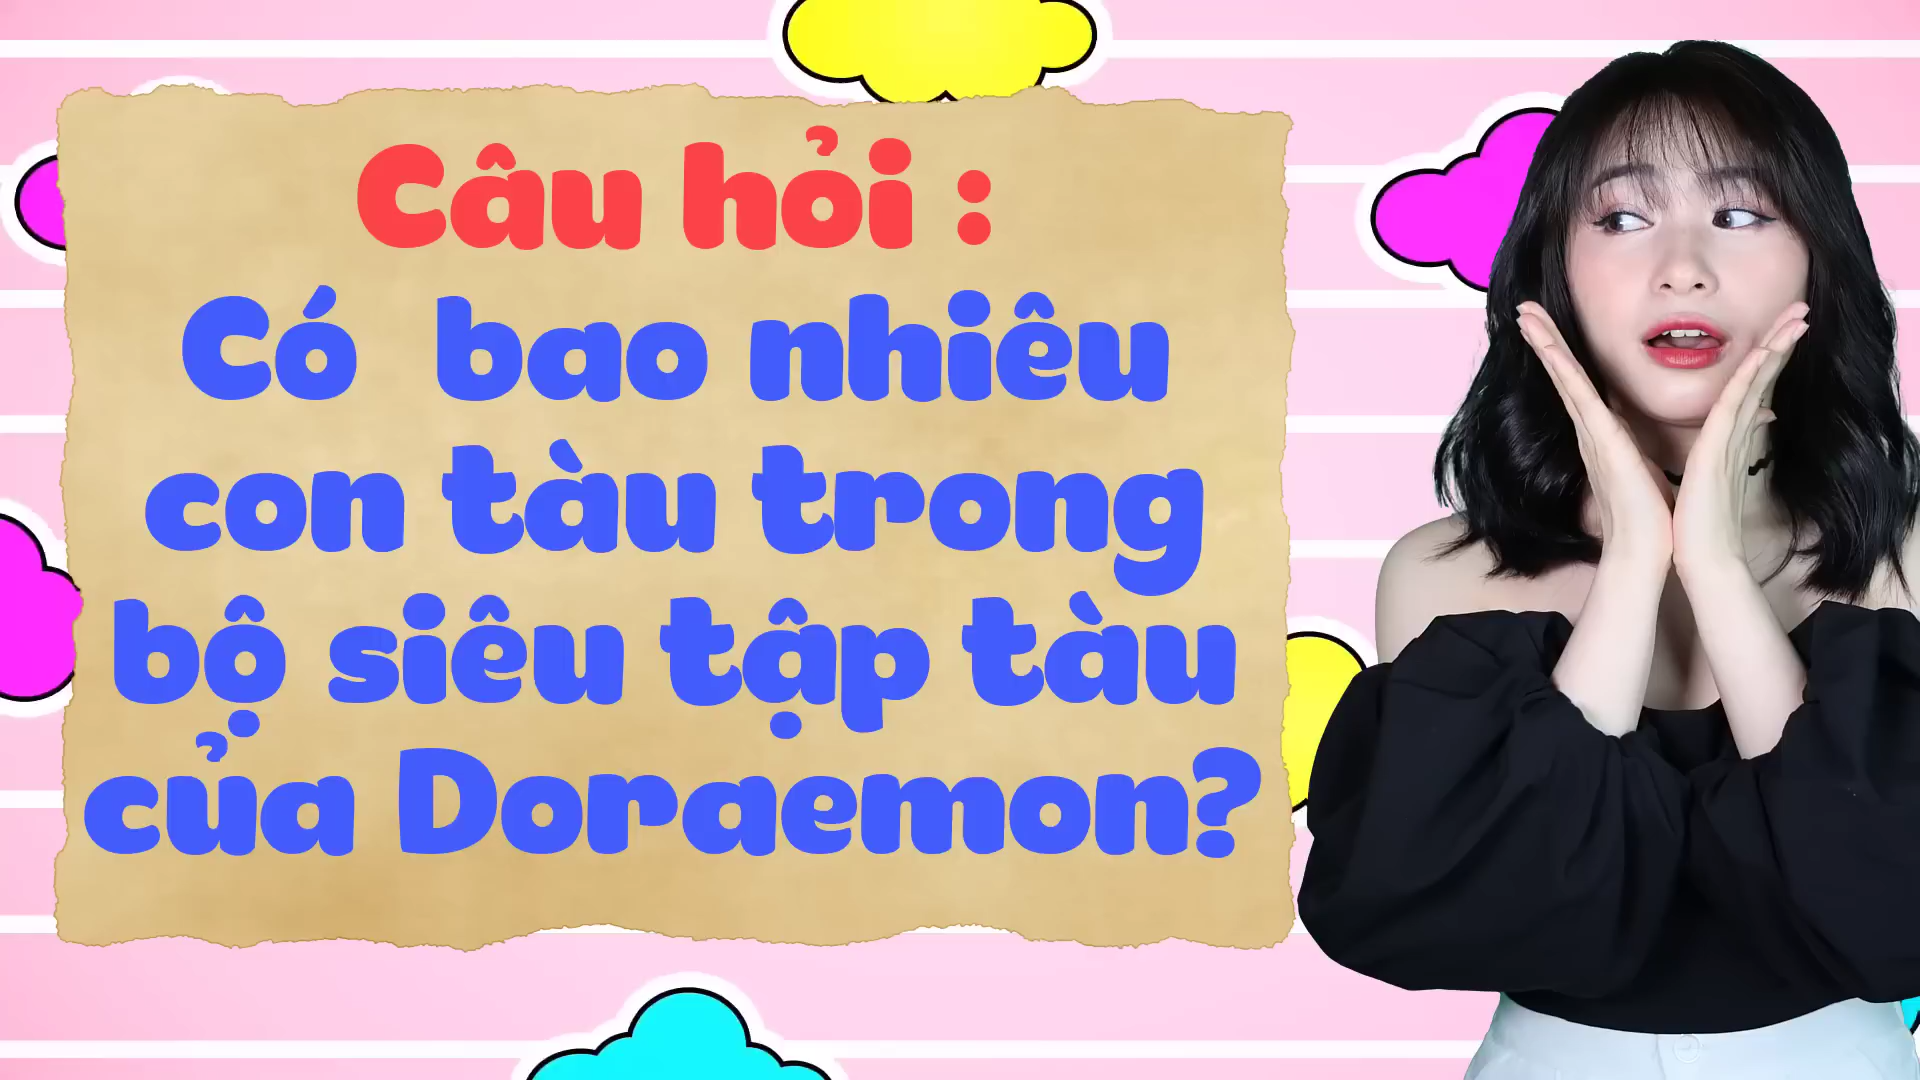 Câu hỏi :
Có bao nhiêu
con tàu trong
bộ siêu tập tàu
của Doraemon?